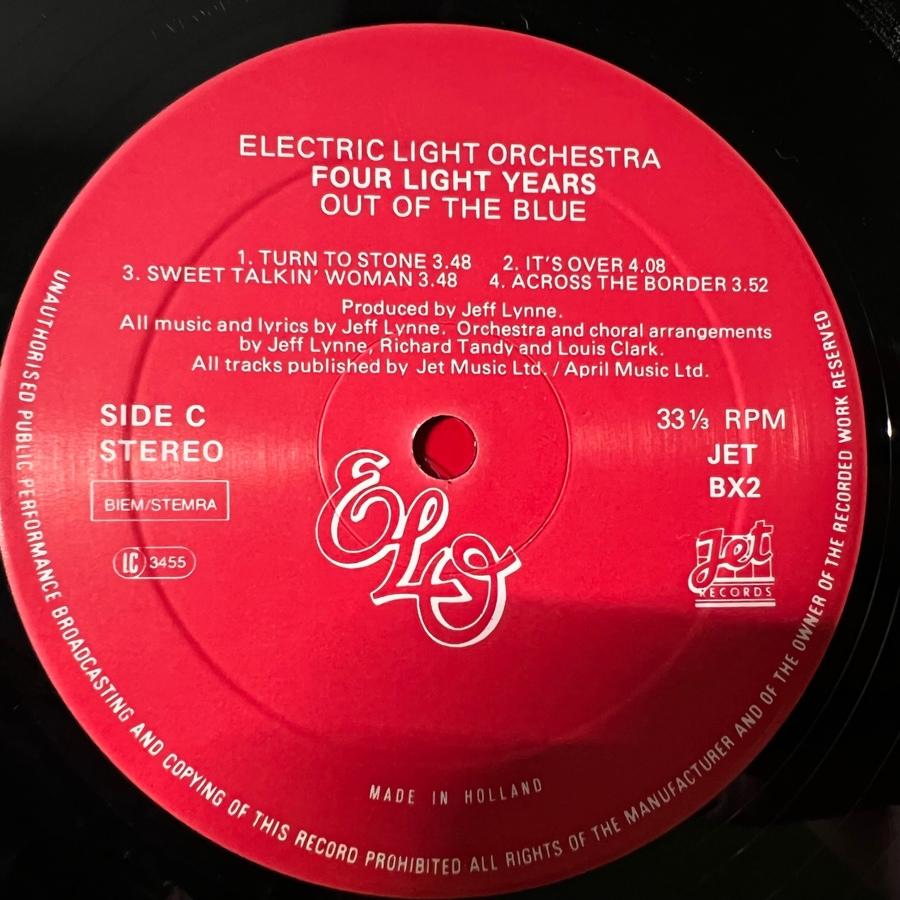 ELECTRIC LIGHT ORCHESTRA
FOUR LIGHT YEARS
OUT OF THE BLUE
1. TURN TO STONE 3.48 2. IT'S OVER 4.08
3. SWEET TALKIN' WOMAN 3.48 4. ACROSS THE BORDER 3.52
Produced by Jeff Lynne.
All music and lyrics by Jeff Lynne. Orchestra and choral arrangements
by Jeff Lynne, Richard Tandy and Louis Clark.
All tracks published by Jet Music Ltd. / April Music Ltd.
SIDE C
STEREO
BIEM/STEMRA
LC 3455
33 1/3 RPM
JET
BX2
Jet
RECORDS
ELO
MADE IN HOLLAND
UNAUTHORISED PUBLIC PERFORMANCE BROADCASTING AND COPYING OF THIS RECORD PROHIBITED ALL RIGHTS OF THE MANUFACTURER AND OF THE OWNER OF THE RECORDED WORK RESERVED